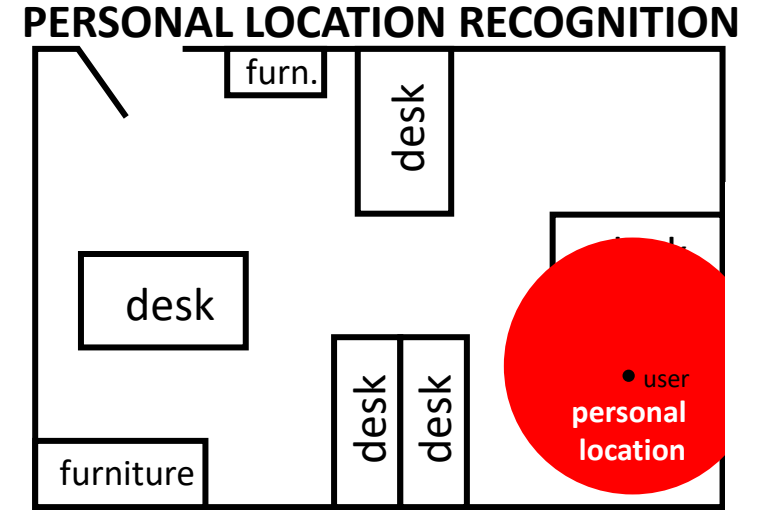 PERSONAL LOCATION RECOGNITION
furn.
desk
desk
desk
desk
user
personal
location
furniture